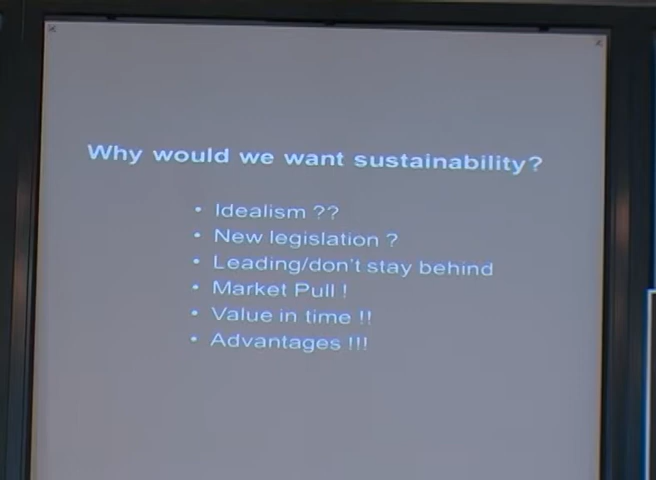 Why would we want sustainability?
• Idealism ??
• New legislation ?
• Leading/don't stay behind
• Market Pull !
• Value in time !!
• Advantages !!!